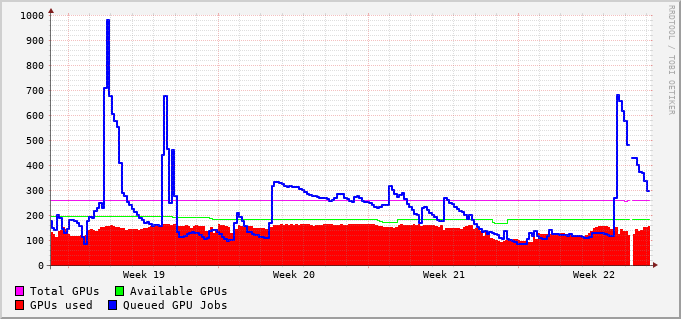 1000
900
800
700
600
500
400
300
200
100
0
Week 19 Week 20 Week 21 Week 22
RRDTOOL / TOBI OETIKER
Total GPUs Available GPUs
GPUs used Queued GPU Jobs